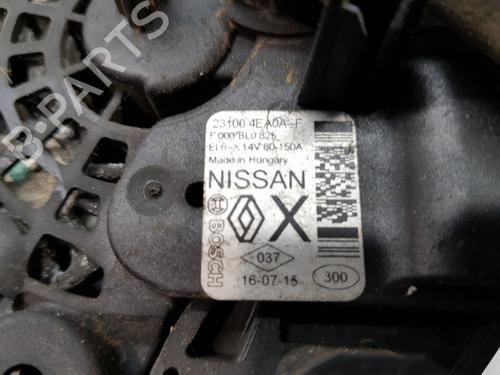 B-PARTS
23100 4EA0A-F
F 000 BL0 825
EL6-> 14V 80-150A
Made in Hungary
NISSAN
X
BOSCH
037
16-07-15
300